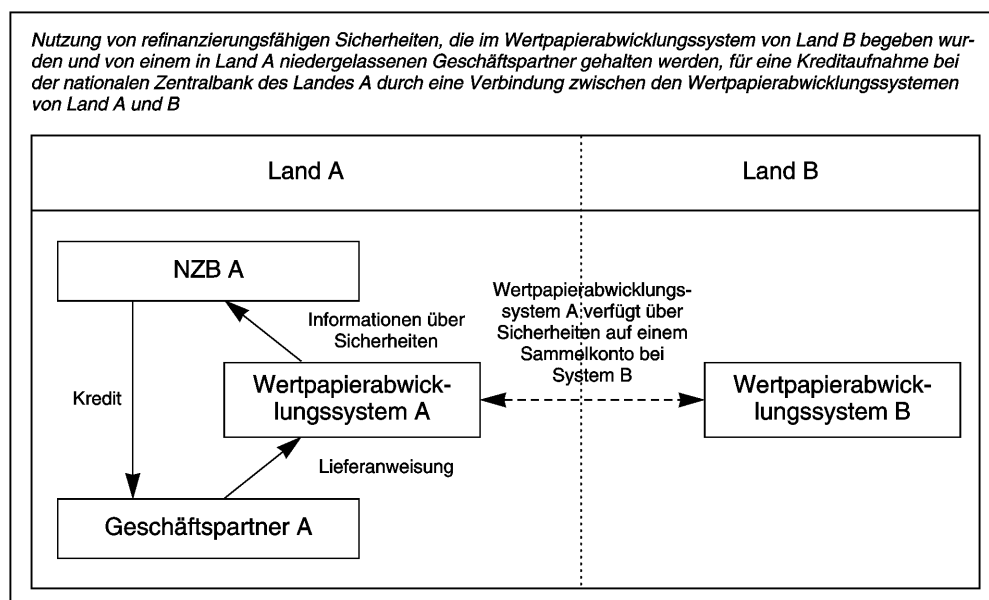 Nutzung von refinanzierungsfähigen Sicherheiten, die im Wertpapierabwicklungssystem von Land B begeben wur-
den und von einem in Land A niedergelassenen Geschäftspartner gehalten werden, für eine Kreditaufnahme bei
der nationalen Zentralbank des Landes A durch eine Verbindung zwischen den Wertpapierabwicklungssystemen
von Land A und B
Land A
Land B
NZB A
Informationen über
Sicherheiten
Wertpapierabwicklungs-
system A verfügt über
Sicherheiten auf einem
Sammelkonto bei
System B
Kredit
Wertpapierabwick-
lungssystem A
Wertpapierabwick-
lungssystem B
Lieferanweisung
Geschäftspartner A